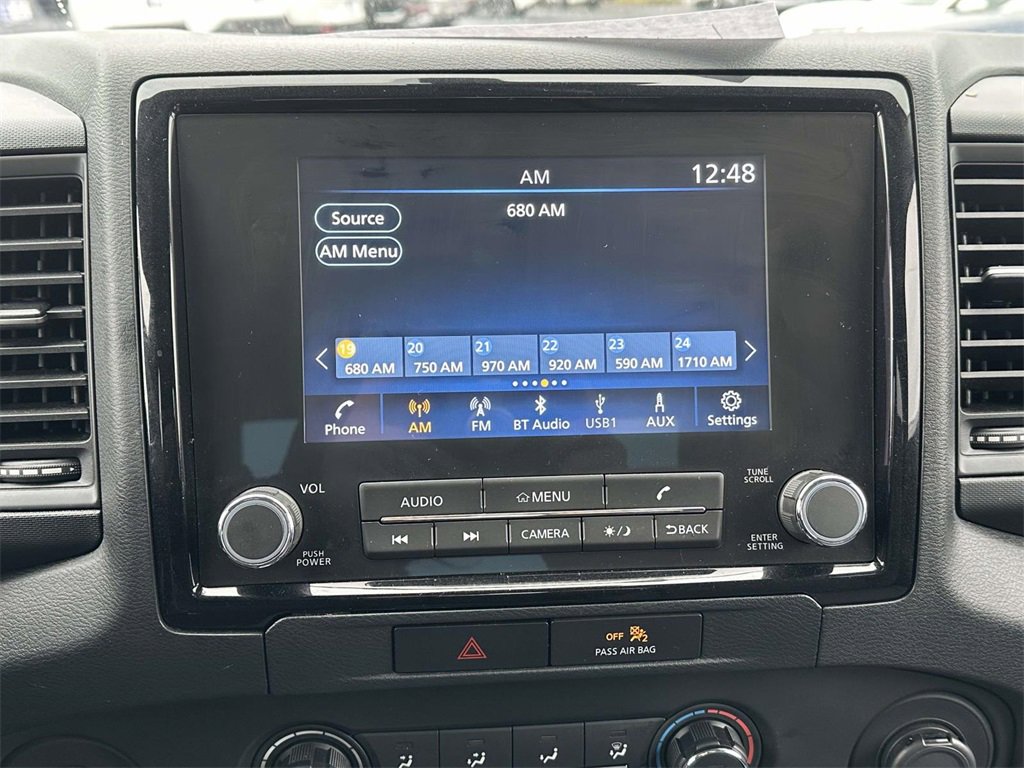 AM 12:48
Source 680 AM
AM Menu
19 20 21 22 23 24
680 AM 750 AM 970 AM 920 AM 590 AM 1710 AM
Phone AM FM BT Audio USB1 AUX Settings
VOL
PUSH
POWER
AUDIO MENU
CAMERA BACK
TUNE
SCROLL
ENTER
SETTING
OFF 2
PASS AIR BAG